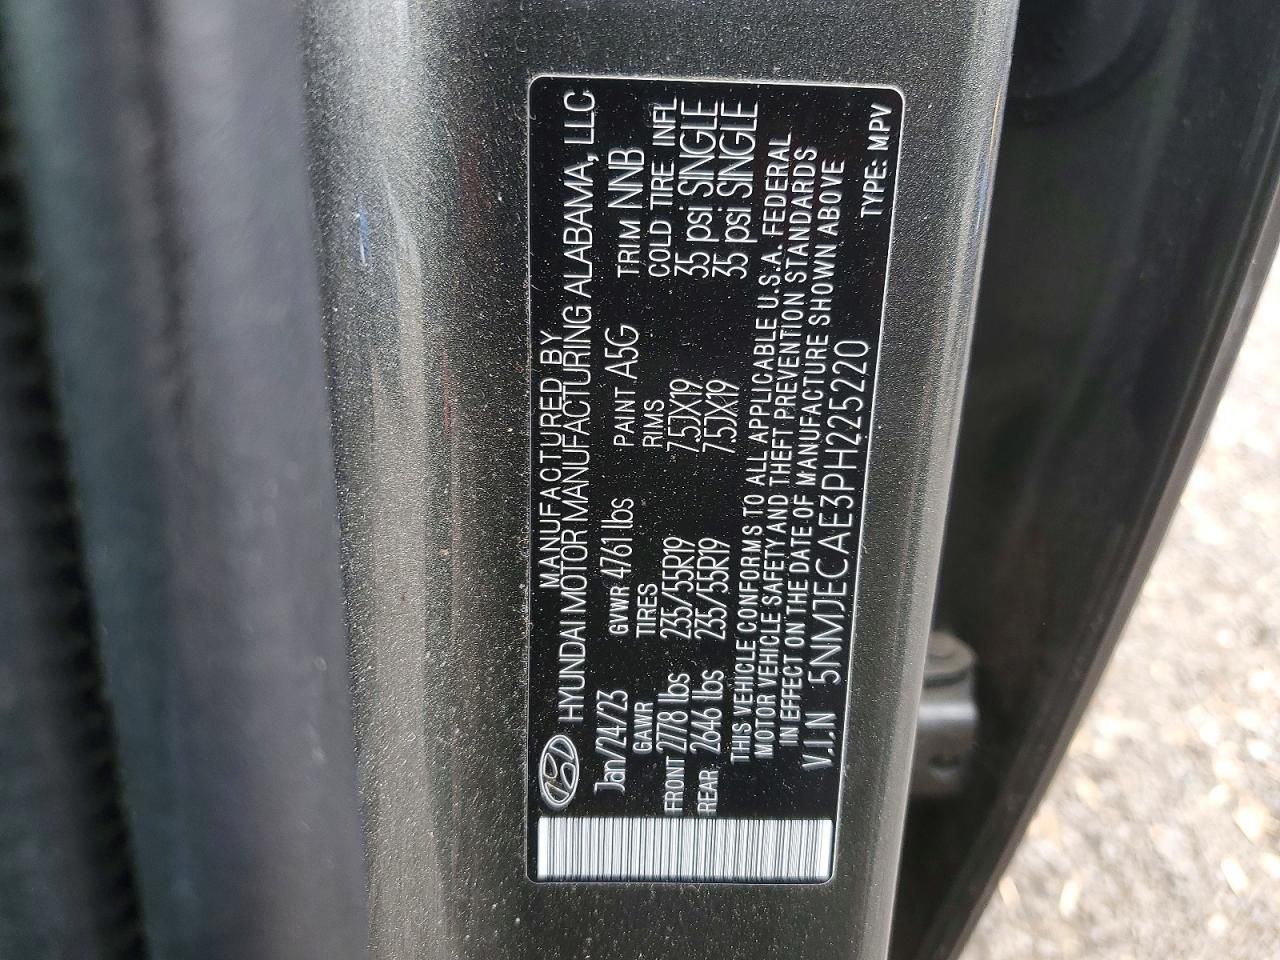 MANUFACTURED BY
HYUNDAI MOTOR MANUFACTURING ALABAMA, LLC
Jan/24/23 GVWR 4761 lbs PAINT A5G TRIM NNB
GAWR TIRES RIMS COLD TIRE INFL
FRONT 2778 lbs 235/55R19 7.5JX19 35 psi SINGLE
REAR 2646 lbs 235/55R19 7.5JX19 35 psi SINGLE
THIS VEHICLE CONFORMS TO ALL APPLICABLE U.S.A. FEDERAL
MOTOR VEHICLE SAFETY AND THEFT PREVENTION STANDARDS
IN EFFECT ON THE DATE OF MANUFACTURE SHOWN ABOVE
V.I.N 5NMJECAE3PH225220 TYPE: MPV